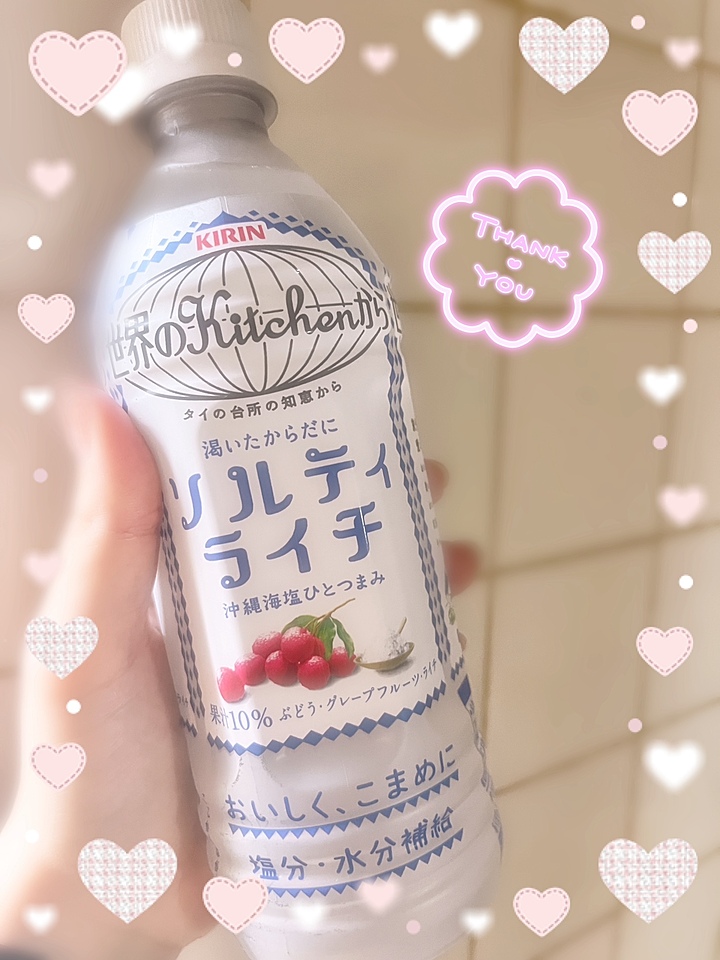 KIRIN
世界のKitchenから
タイの台所の知恵から
渇いたからだに
ソルティ
ライチ
沖縄海塩ひとつまみ
果汁10% ぶどう・グレープフルーツ・ライチ
おいしく、こまめに
塩分・水分補給
THANK
YOU